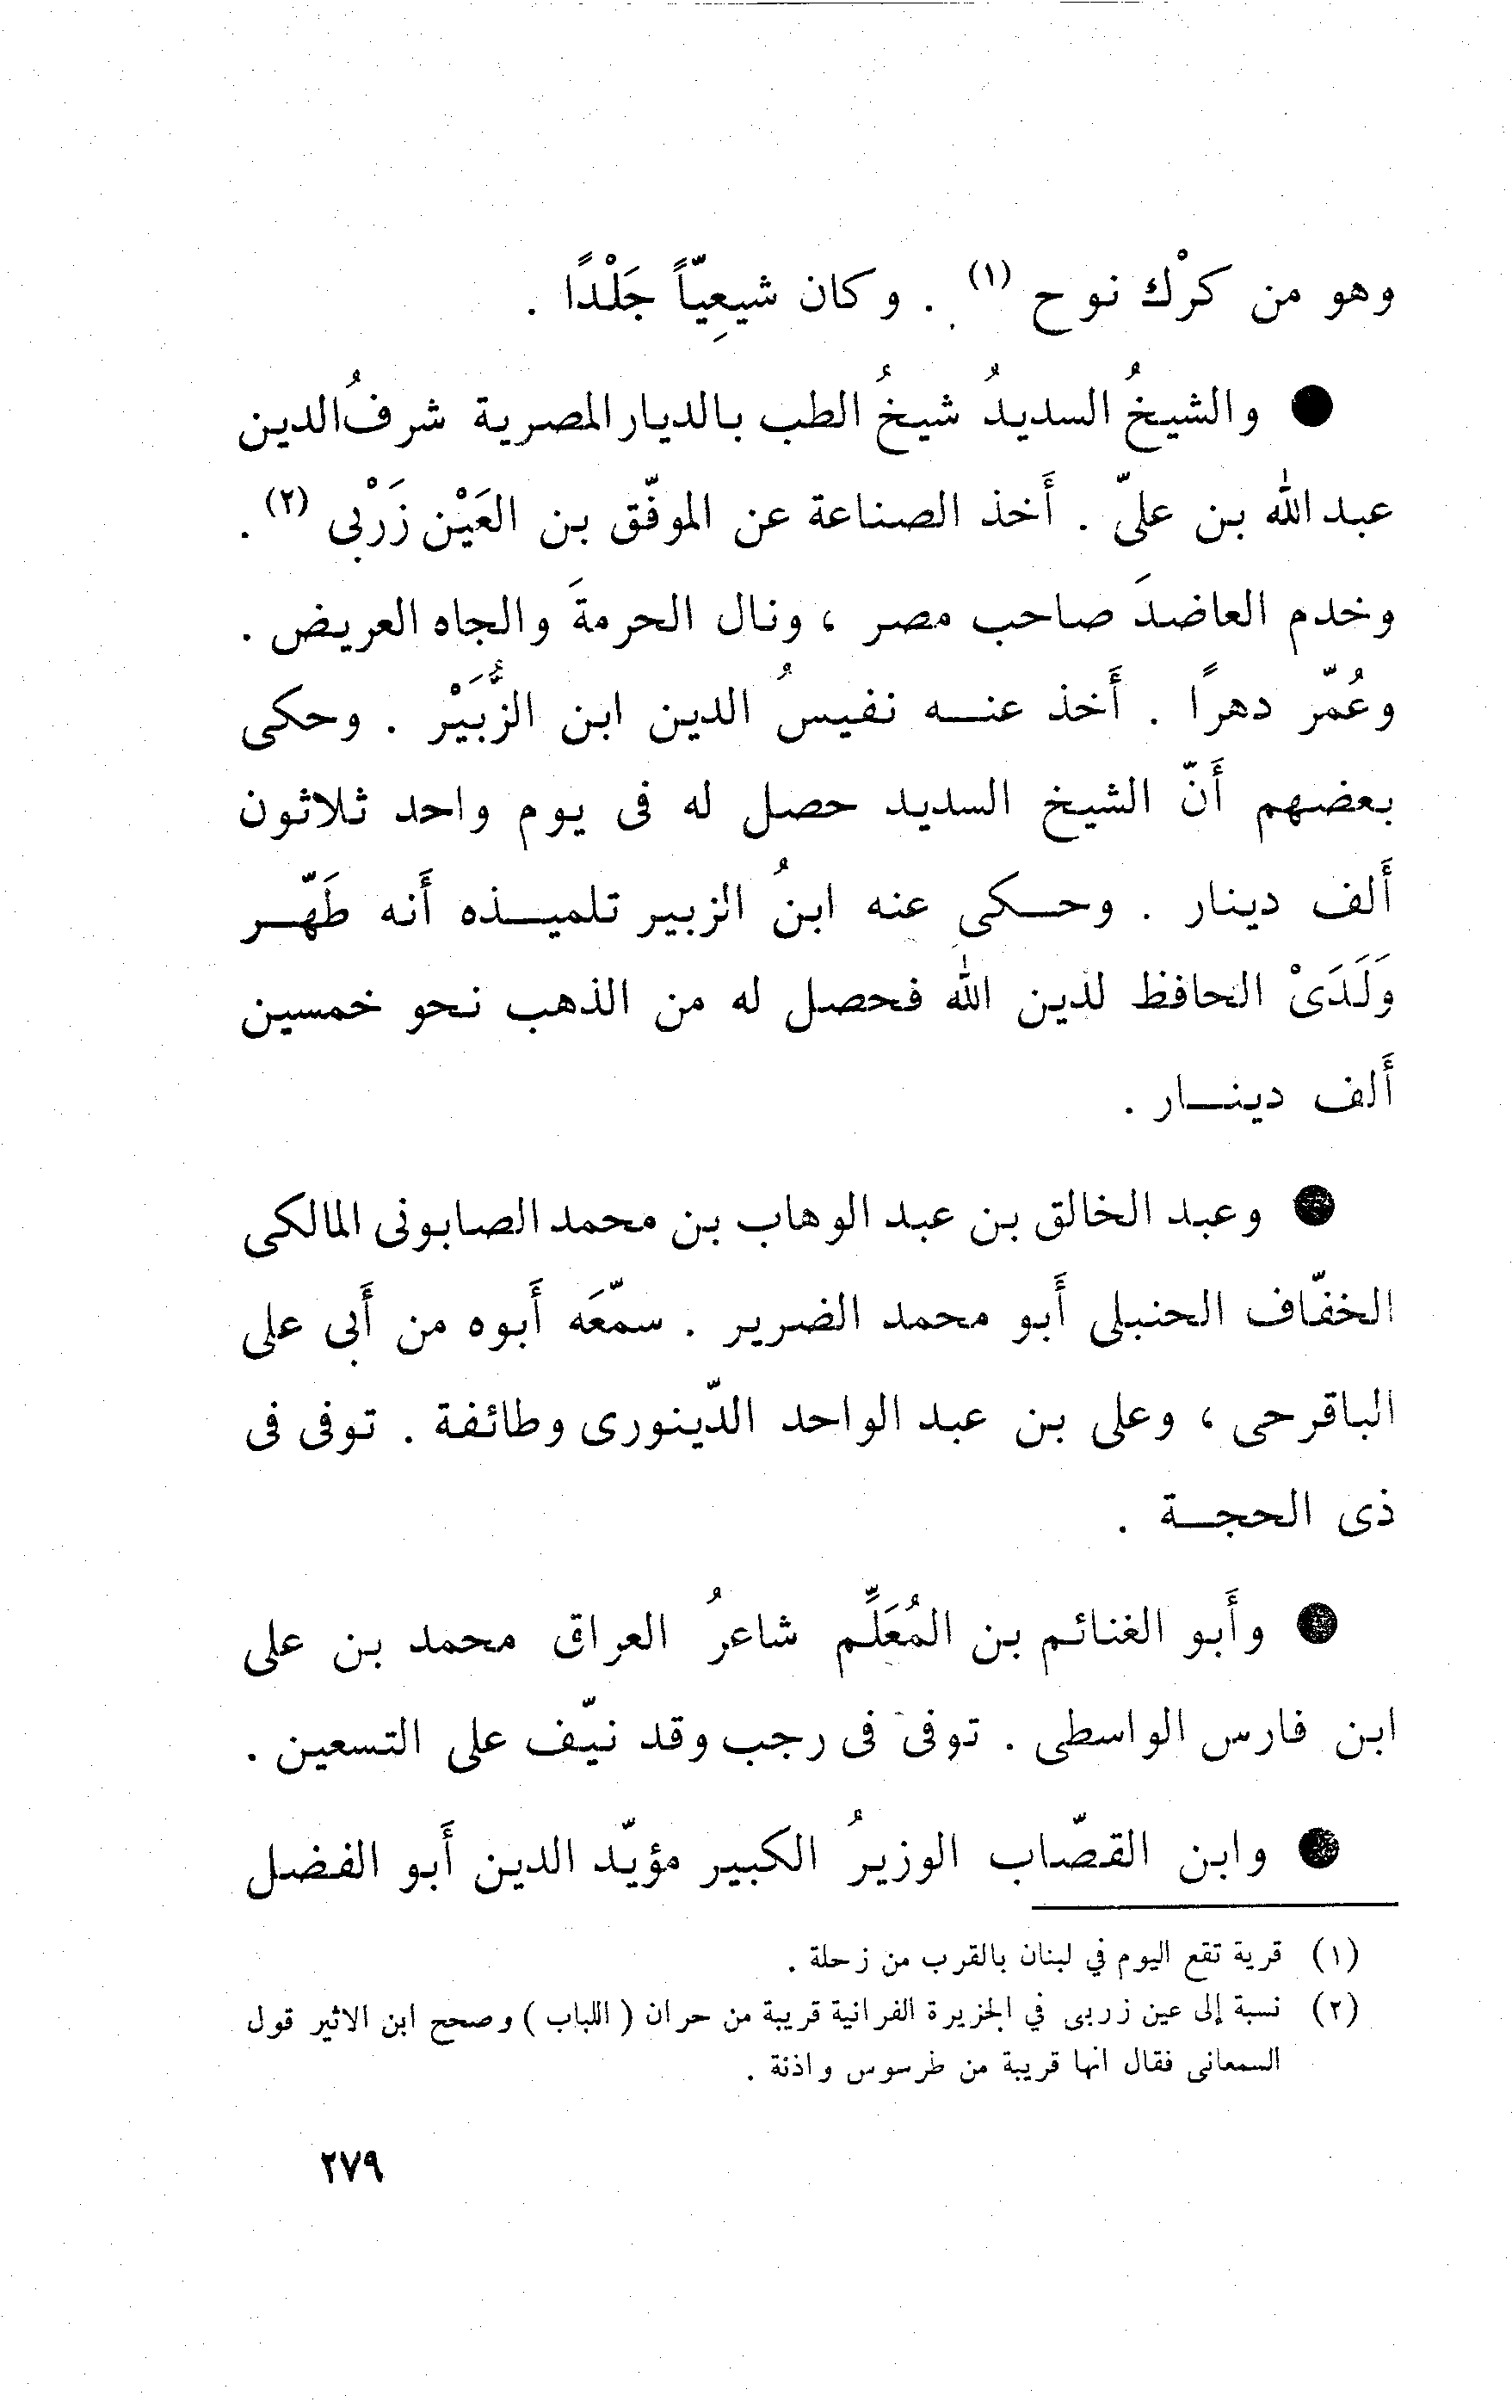 وهو من كرْك نوح (١) . وكان شيعِيّاً جَلْدًا .
● والشيخُ السديدُ شيخُ الطب بالديار المصرية شرفُ الدين
عبد الله بن علىّ . أَخذ الصناعة عن الموفّق بن العَيْن زَرْبى (٢) .
وخدم العاضدَ صاحب مصر ، ونال الحرمةَ والجاه العريض .
وعُمّر دهرًا . أَخذ عنه نفيسُ الدين ابن الزُّبَيْر . وحكى
بعضهم أَنّ الشيخ السديد حصل له فى يوم واحد ثلاثون
أَلف دينار . وحكى عنه ابنُ الزبير تلميذه أَنه طَهّر
وَلَدَىْ الحافظ لدين الله فحصل له من الذهب نحو خمسين
أَلف دينار .
● وعبد الخالق بن عبد الوهاب بن محمد الصابونى المالكى
الخفّاف الحنبلى أَبو محمد الضرير . سمّعَه أَبوه من أَبى على
الباقرحى ، وعلى بن عبد الواحد الدّينورى وطائفة . توفى فى
ذى الحجة .
● وأَبو الغنائم بن المُعَلِّم شاعرُ العراق محمد بن على
ابن فارس الواسطى . توفى فى رجب وقد نيّف على التسعين .
● وابن القصّاب الوزيرُ الكبير مؤيّد الدين أَبو الفضل
(١) قرية تقع اليوم في لبنان بالقرب من زحلة .
(٢) نسبة إلى عين زربى في الجزيرة الفراتية قريبة من حران ( اللباب ) وصحح ابن الاثير قول
السمعانى فقال انها قريبة من طرسوس واذنة .
٢٧٩